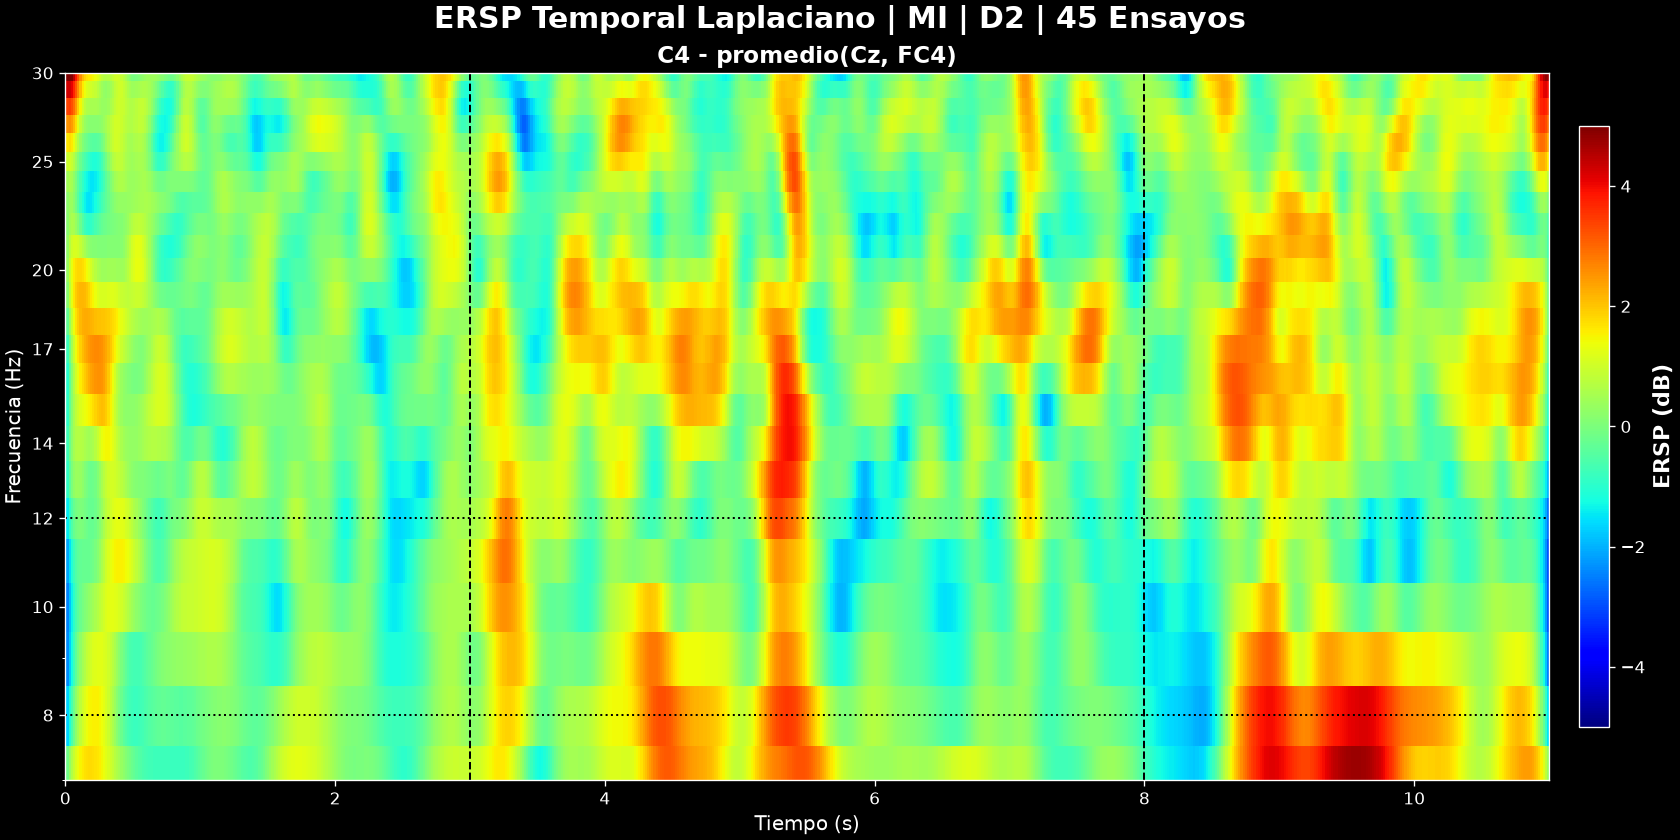 ERSP Temporal Laplaciano | MI | D2 | 45 Ensayos
C4 - promedio(Cz, FC4)
Frecuencia (Hz)
30
25
20
17
14
12
10
8
0 2 4 6 8 10
Tiempo (s)
4
2
0
−2
−4
ERSP (dB)